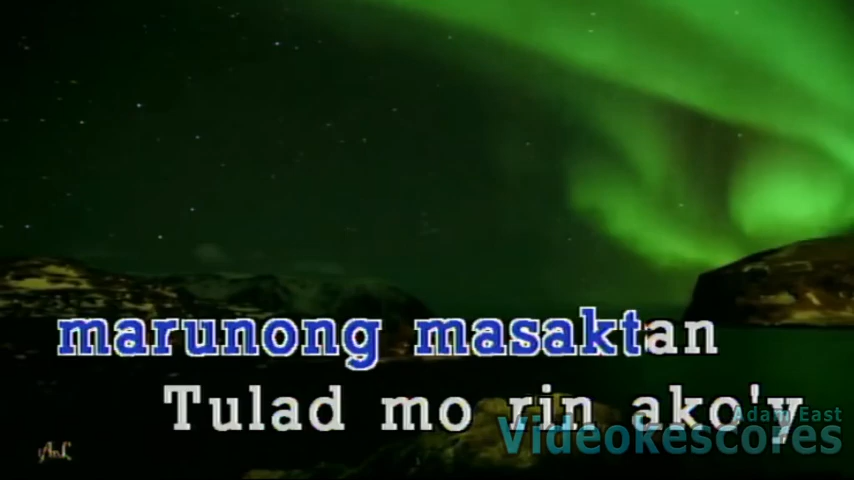 marunong masaktan
Tulad mo rin ako'y
Adam East
Videokescores